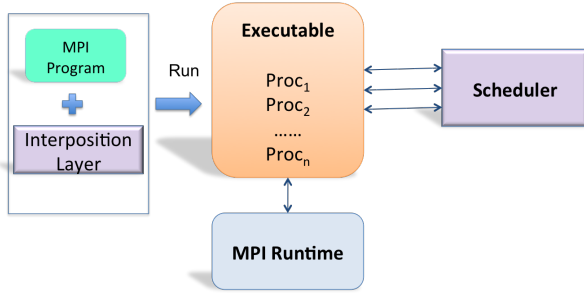 MPI
Program
Interposition
Layer
Run
Executable
Proc₁
Proc₂
......
Procₙ
Scheduler
MPI Runtime